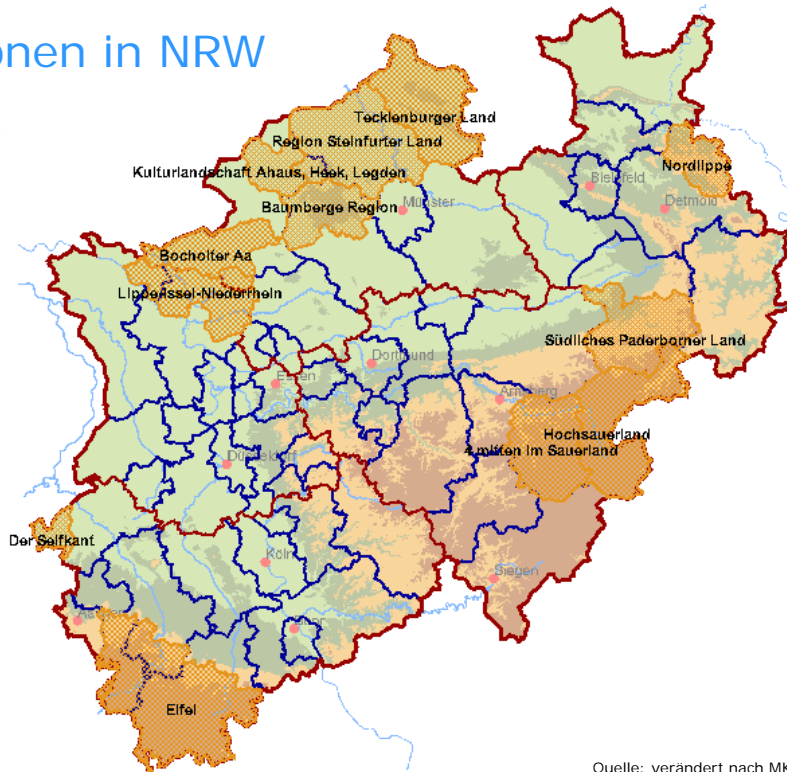 onen in NRW
Tecklenburger Land
Region Steinfurter Land
Kulturlandschaft Ahaus, Heek, Legden
Nordlippe
Bielefeld
Baumberge Region
Münster
Detmold
Bocholter Aa
Lippe-Issel-Niederrhein
Südliches Paderborner Land
Dortmund
Essen
Arnsberg
Hochsauerland
4 mitten im Sauerland
Düsseldorf
Der Selfkant
Köln
Siegen
Aachen
Eifel
Quelle: verändert nach MK